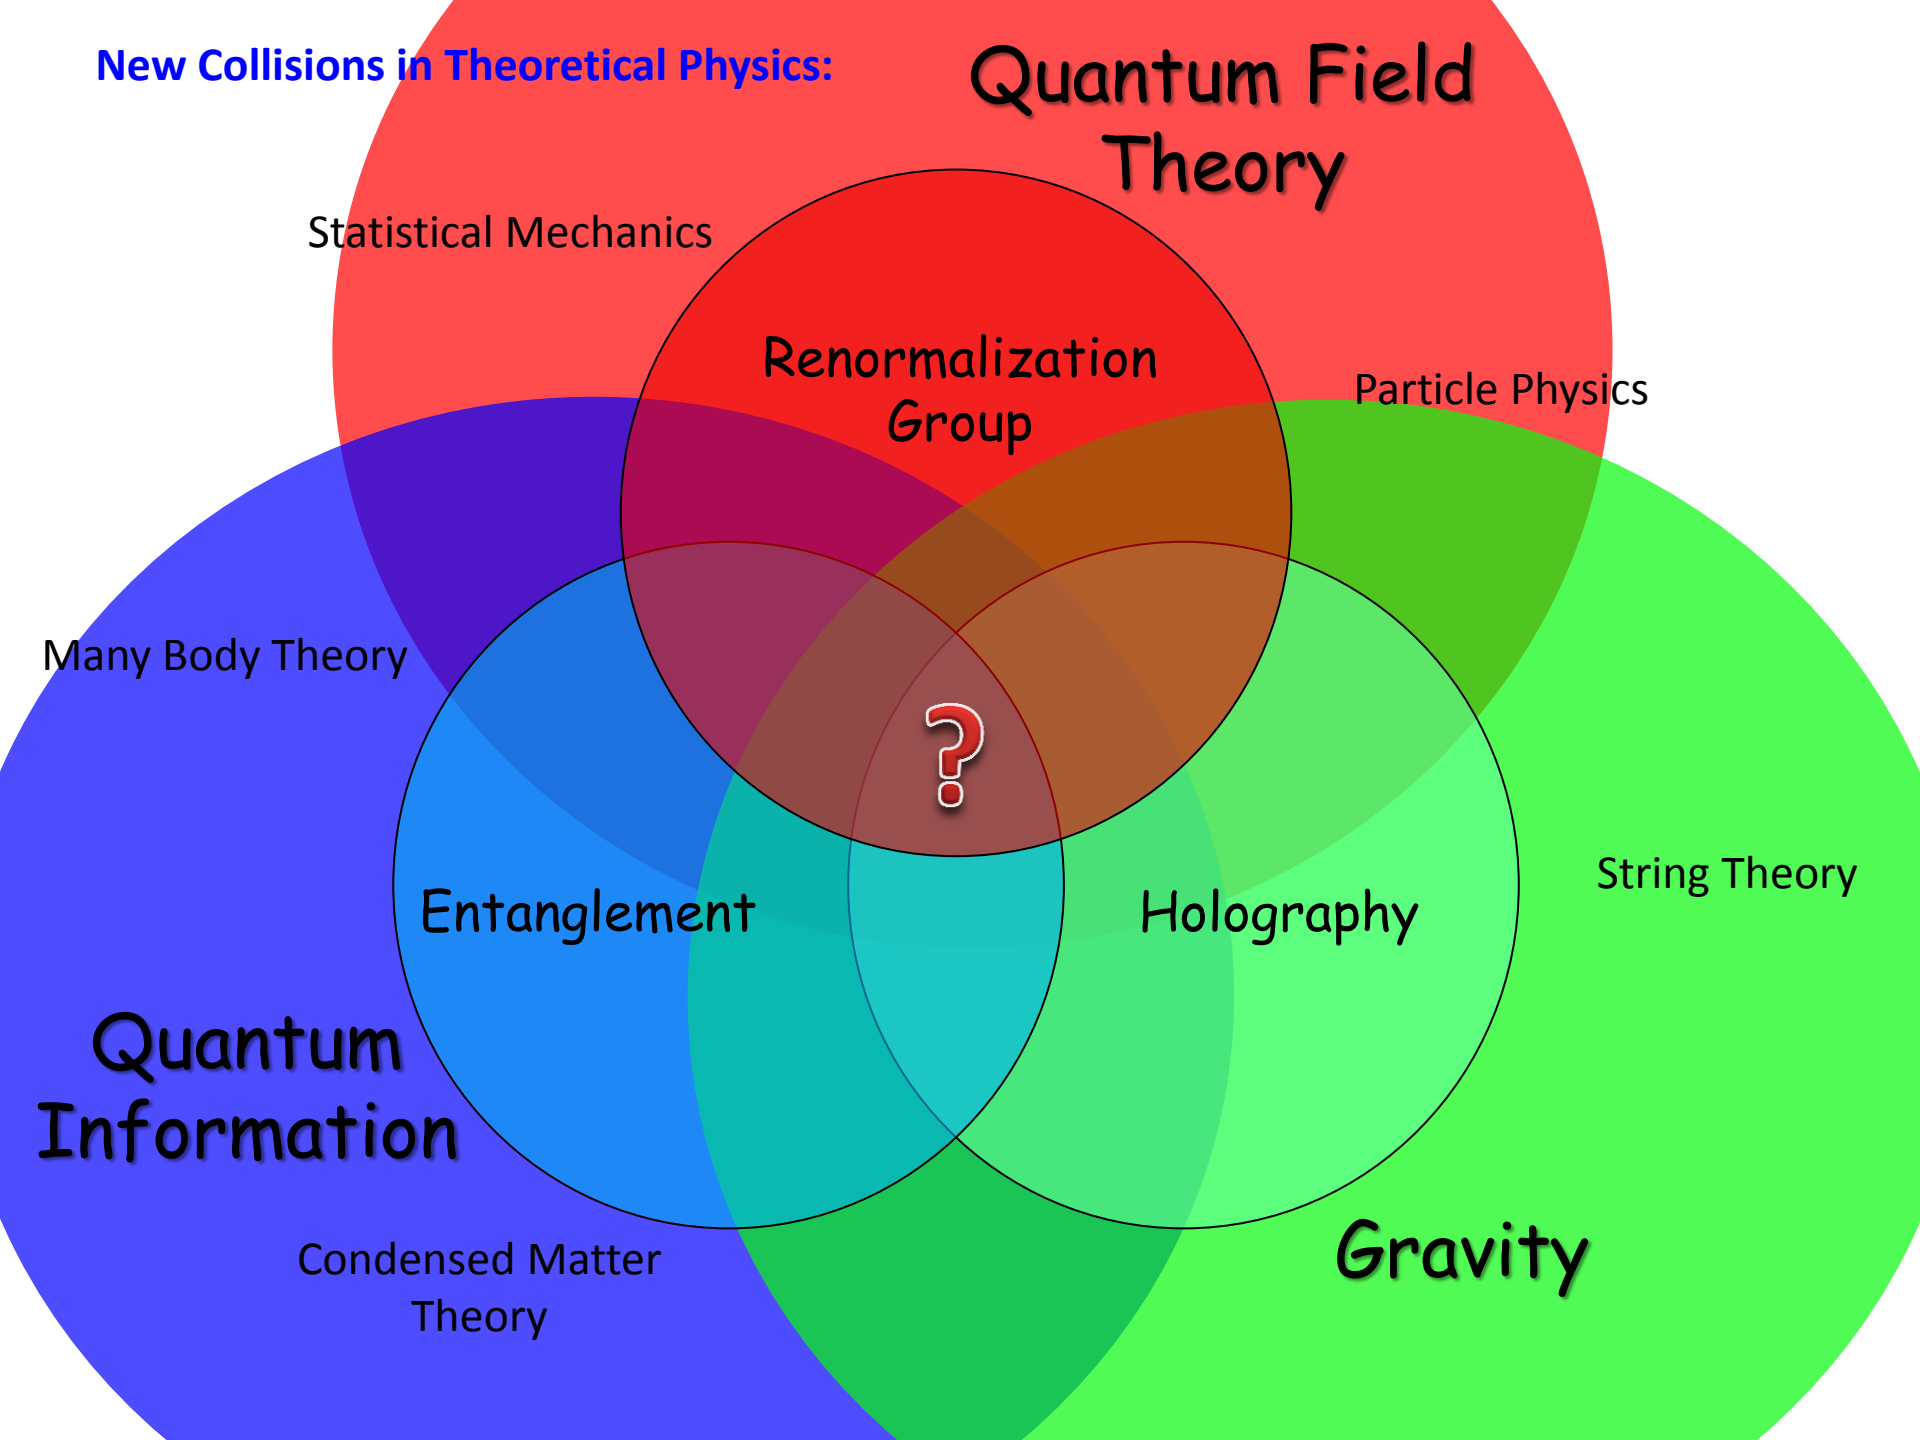 New Collisions in Theoretical Physics:
Quantum Field
Theory
Statistical Mechanics
Renormalization
Group
Particle Physics
Many Body Theory
?
String Theory
Entanglement
Holography
Quantum
Information
Gravity
Condensed Matter
Theory